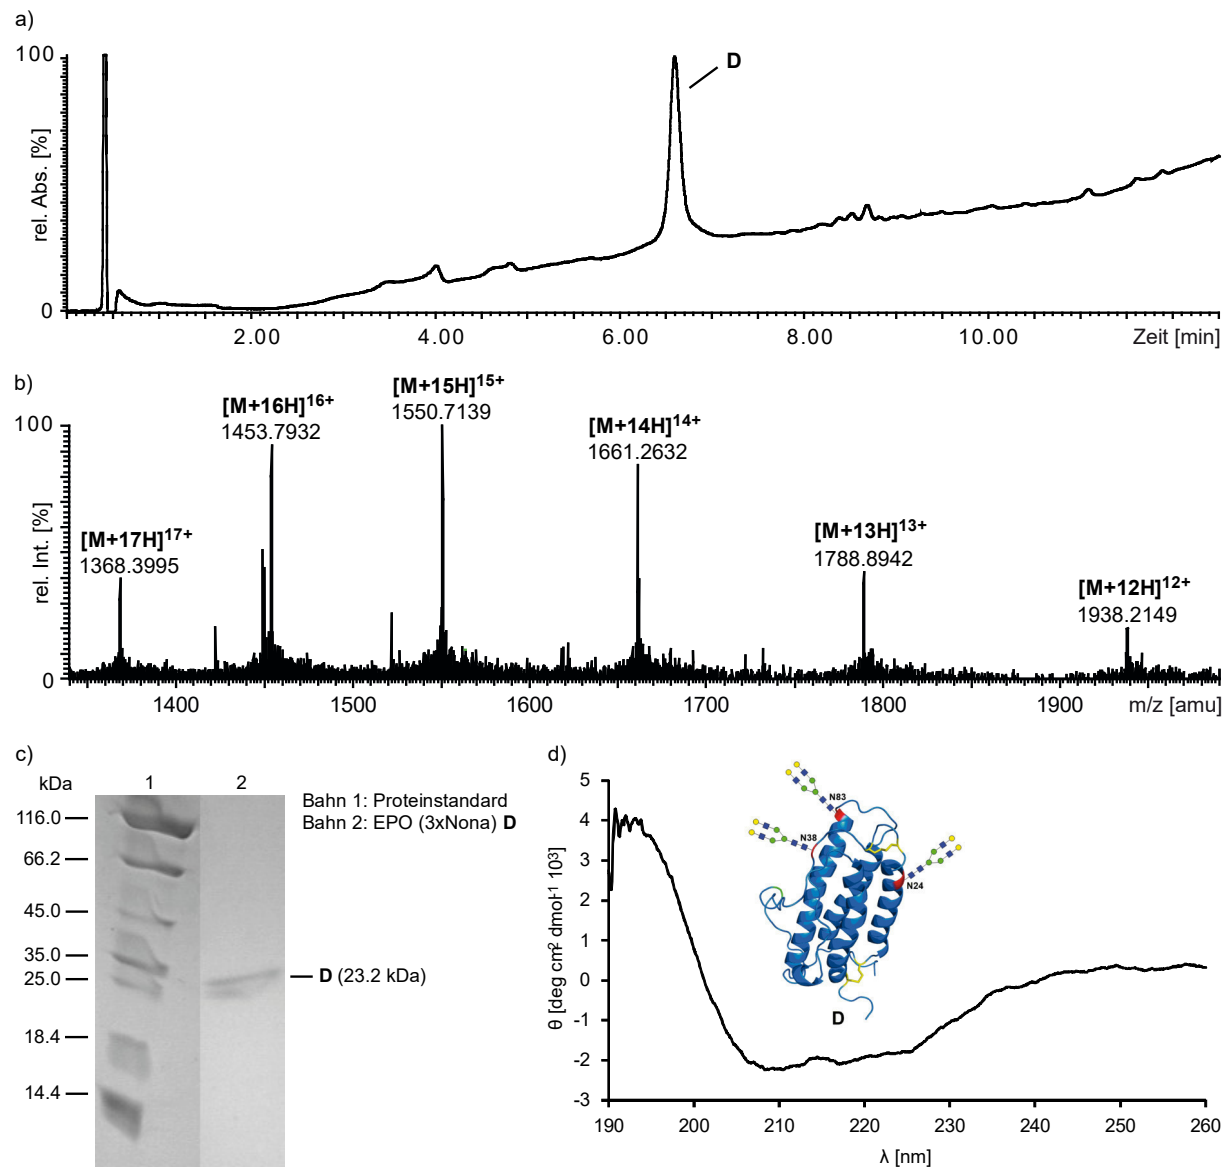 a)
100
rel. Abs. [%]
0
D
2.00
4.00
6.00
8.00
10.00
Zeit [min]
b)
100
rel. Int. [%]
0
[M+17H]17+
1368.3995
[M+16H]16+
1453.7932
[M+15H]15+
1550.7139
[M+14H]14+
1661.2632
[M+13H]13+
1788.8942
[M+12H]12+
1938.2149
1400
1500
1600
1700
1800
1900
m/z [amu]
c)
kDa
1
2
116.0
66.2
45.0
35.0
25.0
18.4
14.4
Bahn 1: Proteinstandard
Bahn 2: EPO (3xNona) D
D (23.2 kDa)
d)
θ [deg cm² dmol⁻¹ 10³]
5
4
3
2
1
0
-1
-2
-3
N83
N38
N24
D
190
200
210
220
230
240
250
260
λ [nm]